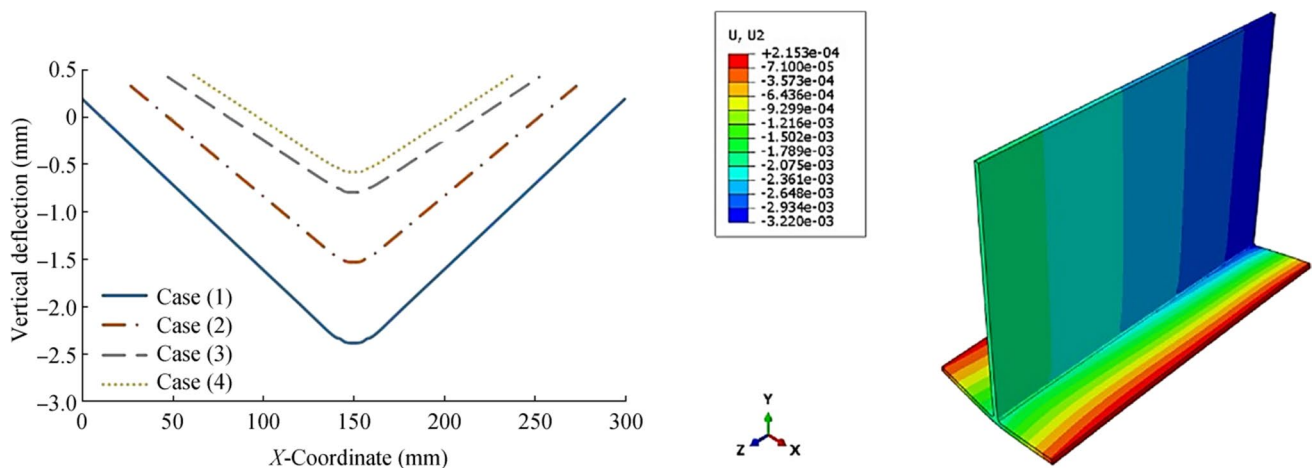 Vertical deflection (mm)
0.5
0
−0.5
−1.0
−1.5
−2.0
−2.5
−3.0
Case (1)
Case (2)
Case (3)
Case (4)
0 50 100 150 200 250 300
X-Coordinate (mm)
U, U2
+2.153e-04
-7.100e-05
-3.573e-04
-6.436e-04
-9.299e-04
-1.216e-03
-1.502e-03
-1.789e-03
-2.075e-03
-2.361e-03
-2.648e-03
-2.934e-03
-3.220e-03
Y
Z X